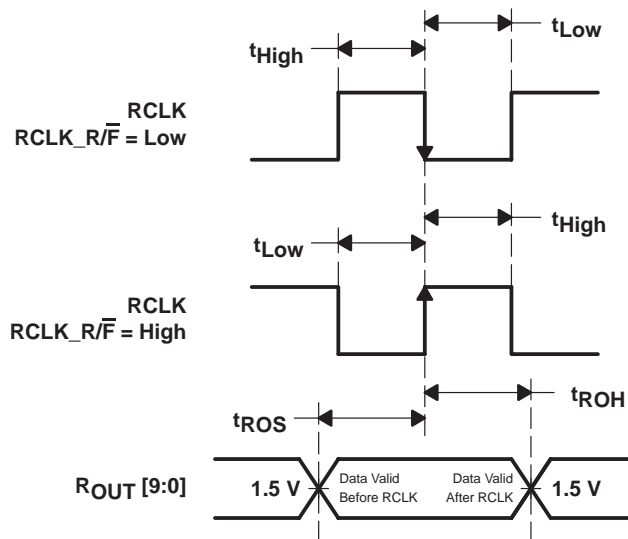 tLow
tHigh
RCLK
RCLK_R/F̅ = Low
tHigh
tLow
RCLK
RCLK_R/F̅ = High
tROH
tROS
ROUT [9:0]
1.5 V
Data Valid
Before RCLK
Data Valid
After RCLK
1.5 V